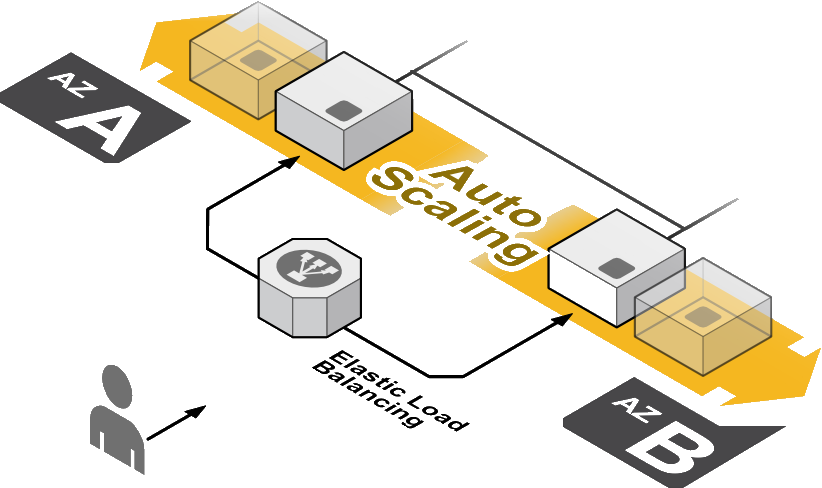 AZ
A
Auto
Scaling
Elastic Load
Balancing
AZ
B